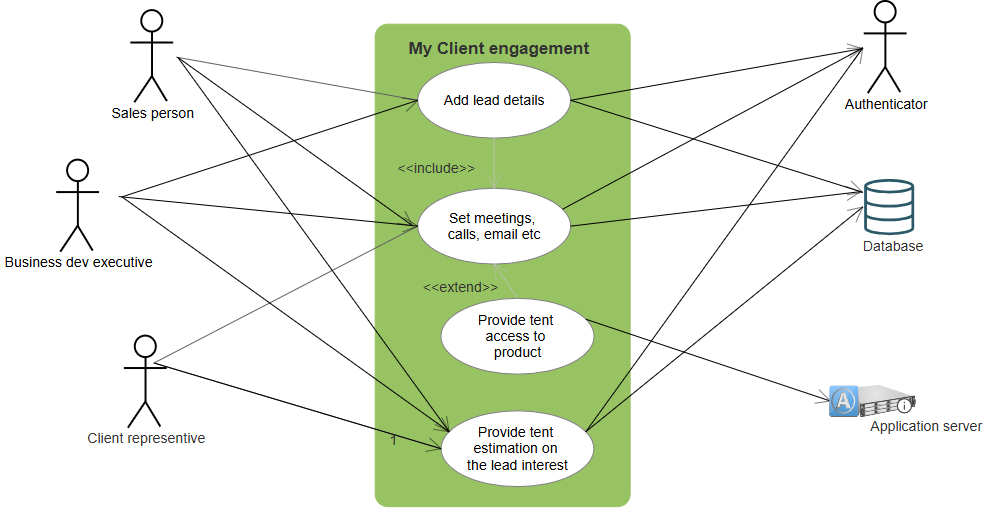 My Client engagement
Sales person
Add lead details
Authenticator
<<include>>
Set meetings,
calls, email etc
Business dev executive
Database
<<extend>>
Provide tent
access to
product
A
i
Client representive
1
Application server
Provide tent
estimation on
the lead interest